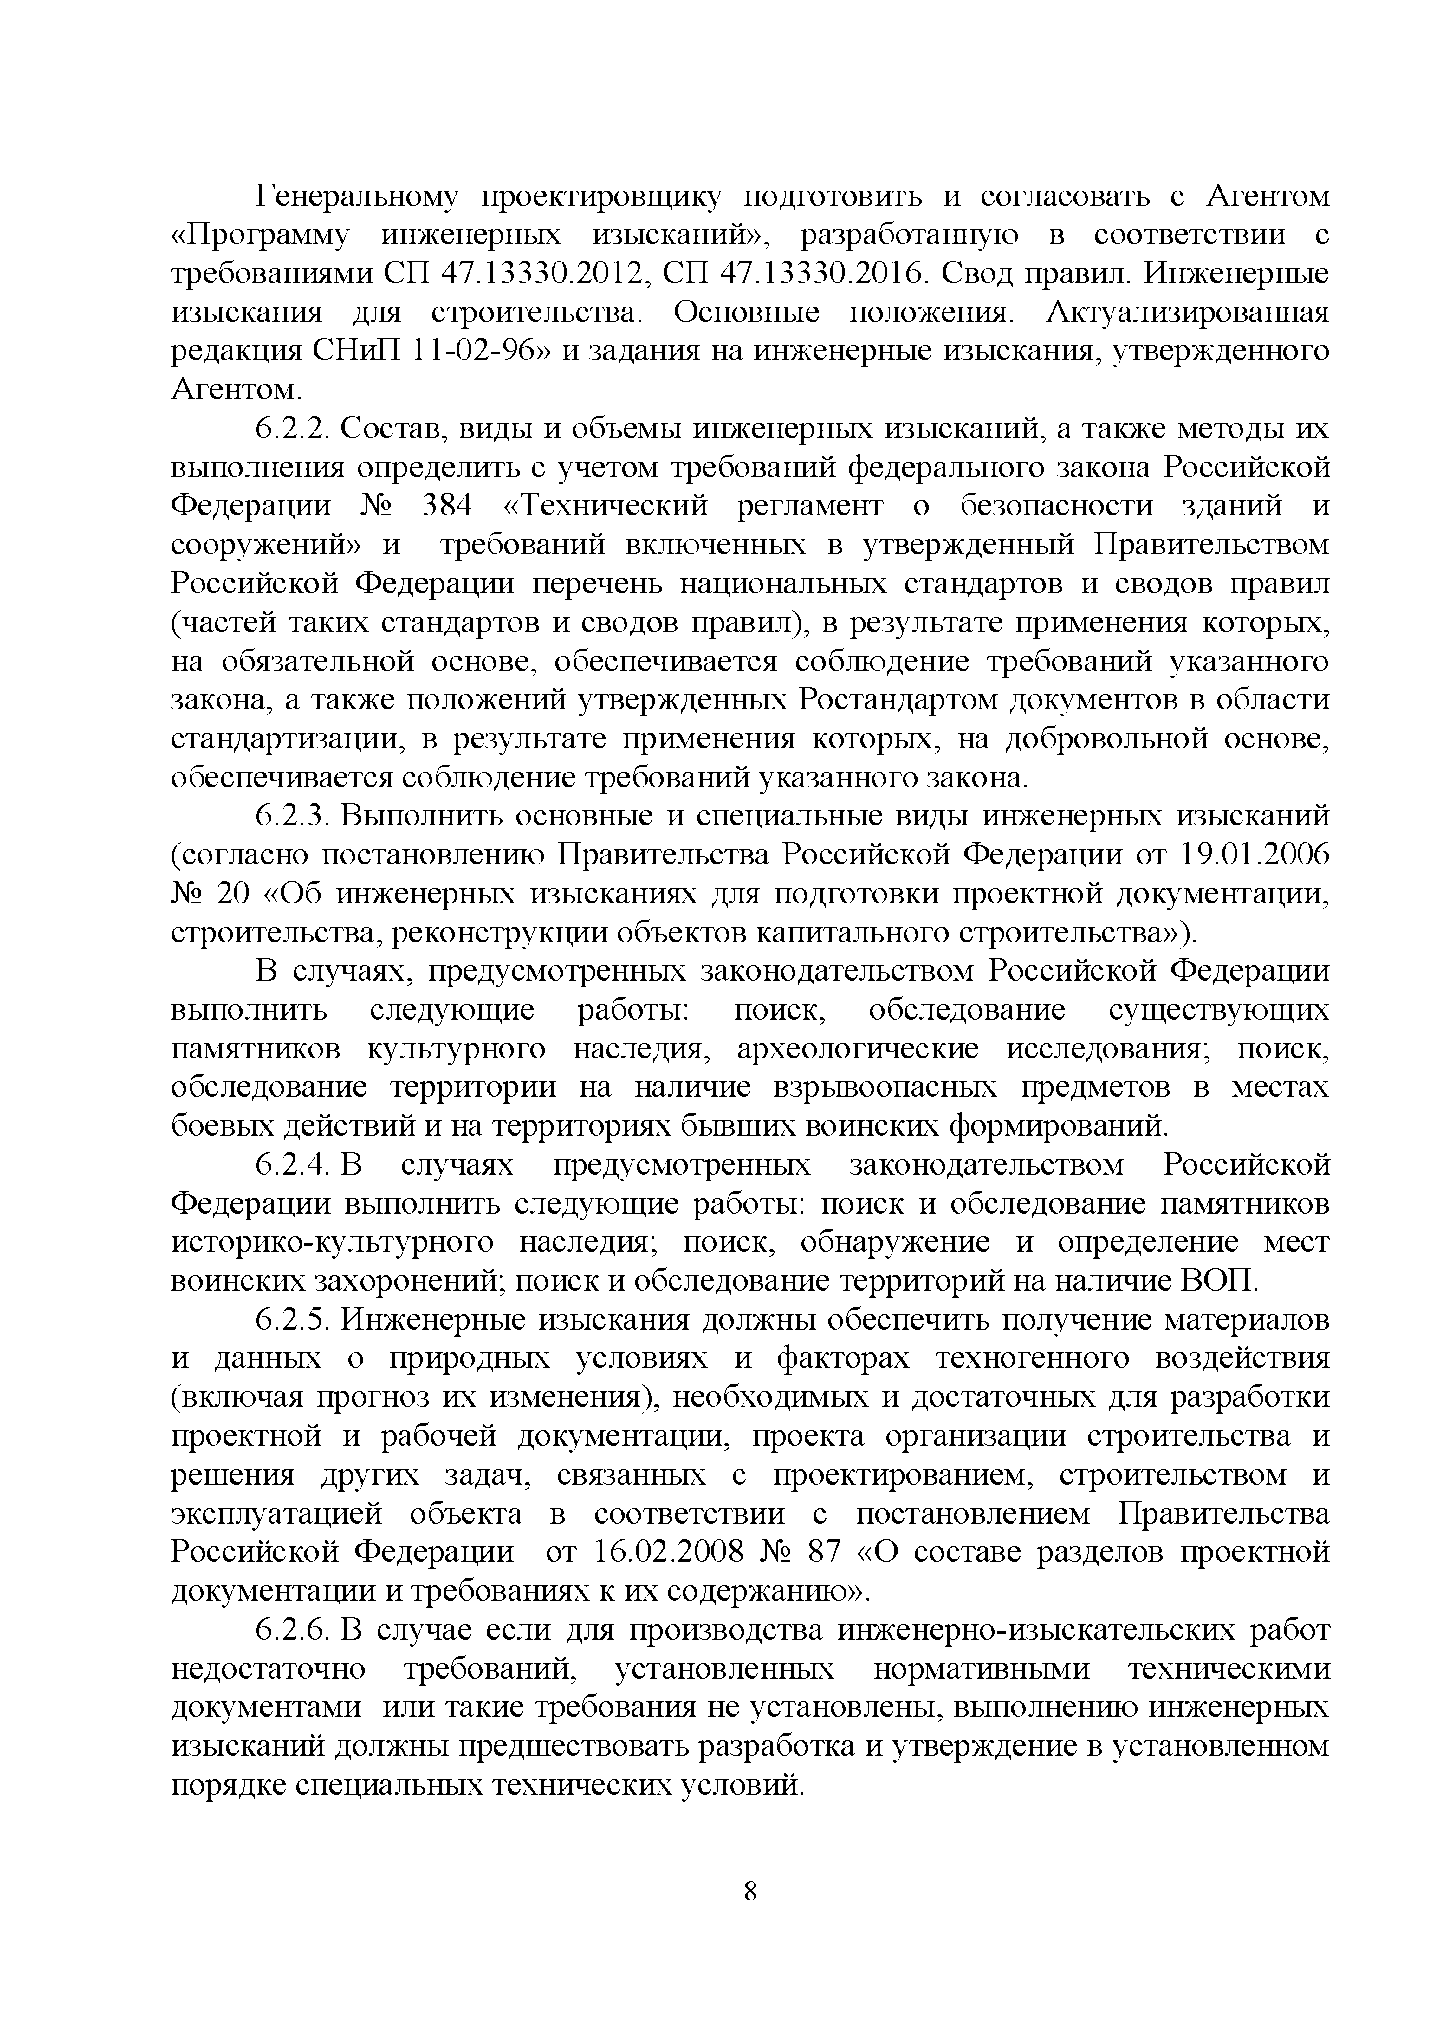 Генеральному проектировщику подготовить и согласовать с Агентом
«Программу инженерных изысканий», разработанную в соответствии с
требованиями СП 47.13330.2012, СП 47.13330.2016. Свод правил. Инженерные
изыскания для строительства. Основные положения. Актуализированная
редакция СНиП 11-02-96» и задания на инженерные изыскания, утвержденного
Агентом.
6.2.2. Состав, виды и объемы инженерных изысканий, а также методы их
выполнения определить с учетом требований федерального закона Российской
Федерации № 384 «Технический регламент о безопасности зданий и
сооружений» и требований включенных в утвержденный Правительством
Российской Федерации перечень национальных стандартов и сводов правил
(частей таких стандартов и сводов правил), в результате применения которых,
на обязательной основе, обеспечивается соблюдение требований указанного
закона, а также положений утвержденных Ростандартом документов в области
стандартизации, в результате применения которых, на добровольной основе,
обеспечивается соблюдение требований указанного закона.
6.2.3. Выполнить основные и специальные виды инженерных изысканий
(согласно постановлению Правительства Российской Федерации от 19.01.2006
№ 20 «Об инженерных изысканиях для подготовки проектной документации,
строительства, реконструкции объектов капитального строительства»).
В случаях, предусмотренных законодательством Российской Федерации
выполнить следующие работы: поиск, обследование существующих
памятников культурного наследия, археологические исследования; поиск,
обследование территории на наличие взрывоопасных предметов в местах
боевых действий и на территориях бывших воинских формирований.
6.2.4. В случаях предусмотренных законодательством Российской
Федерации выполнить следующие работы: поиск и обследование памятников
историко-культурного наследия; поиск, обнаружение и определение мест
воинских захоронений; поиск и обследование территорий на наличие ВОП.
6.2.5. Инженерные изыскания должны обеспечить получение материалов
и данных о природных условиях и факторах техногенного воздействия
(включая прогноз их изменения), необходимых и достаточных для разработки
проектной и рабочей документации, проекта организации строительства и
решения других задач, связанных с проектированием, строительством и
эксплуатацией объекта в соответствии с постановлением Правительства
Российской Федерации от 16.02.2008 № 87 «О составе разделов проектной
документации и требованиях к их содержанию».
6.2.6. В случае если для производства инженерно-изыскательских работ
недостаточно требований, установленных нормативными техническими
документами или такие требования не установлены, выполнению инженерных
изысканий должны предшествовать разработка и утверждение в установленном
порядке специальных технических условий.
8